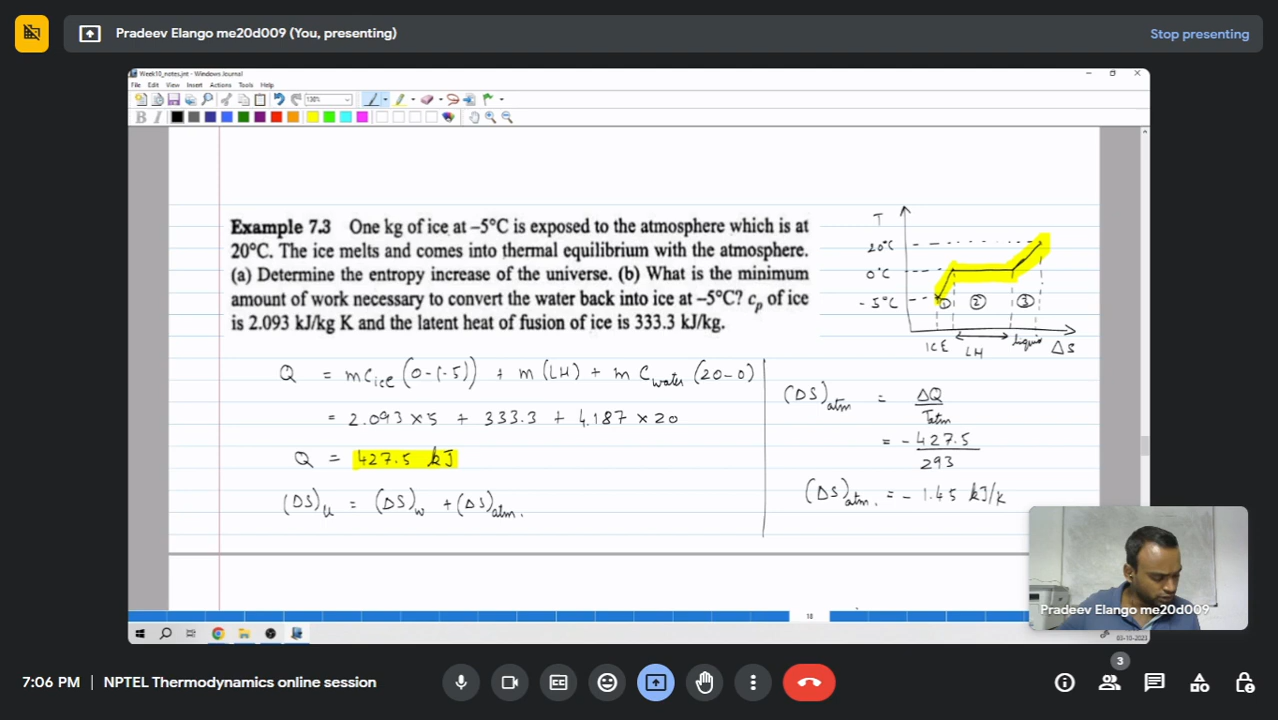 Pradeev Elango me20d009 (You, presenting)
Stop presenting
Week10_notes.jnt - Windows Journal
File Edit View Insert Actions Tools Help
130%
B I
Example 7.3 One kg of ice at –5°C is exposed to the atmosphere which is at
20°C. The ice melts and comes into thermal equilibrium with the atmosphere.
(a) Determine the entropy increase of the universe. (b) What is the minimum
amount of work necessary to convert the water back into ice at –5°C? cp of ice
is 2.093 kJ/kg K and the latent heat of fusion of ice is 333.3 kJ/kg.
T
20°C
0°C
-5°C
① ② ③
ICE LH liquid ΔS
Q = m Cice (0-(-5)) + m (LH) + m Cwater (20-0)
= 2.093 x 5 + 333.3 + 4.187 x 20
Q = 427.5 kJ
(ΔS)u = (ΔS)w + (ΔS)atm.
(ΔS)atm = ΔQ
Tatm
= - 427.5
293
(ΔS)atm. = - 1.45 kJ/K
18
Pradeev Elango me20d009
03-10-2023
3
7:06 PM | NPTEL Thermodynamics online session